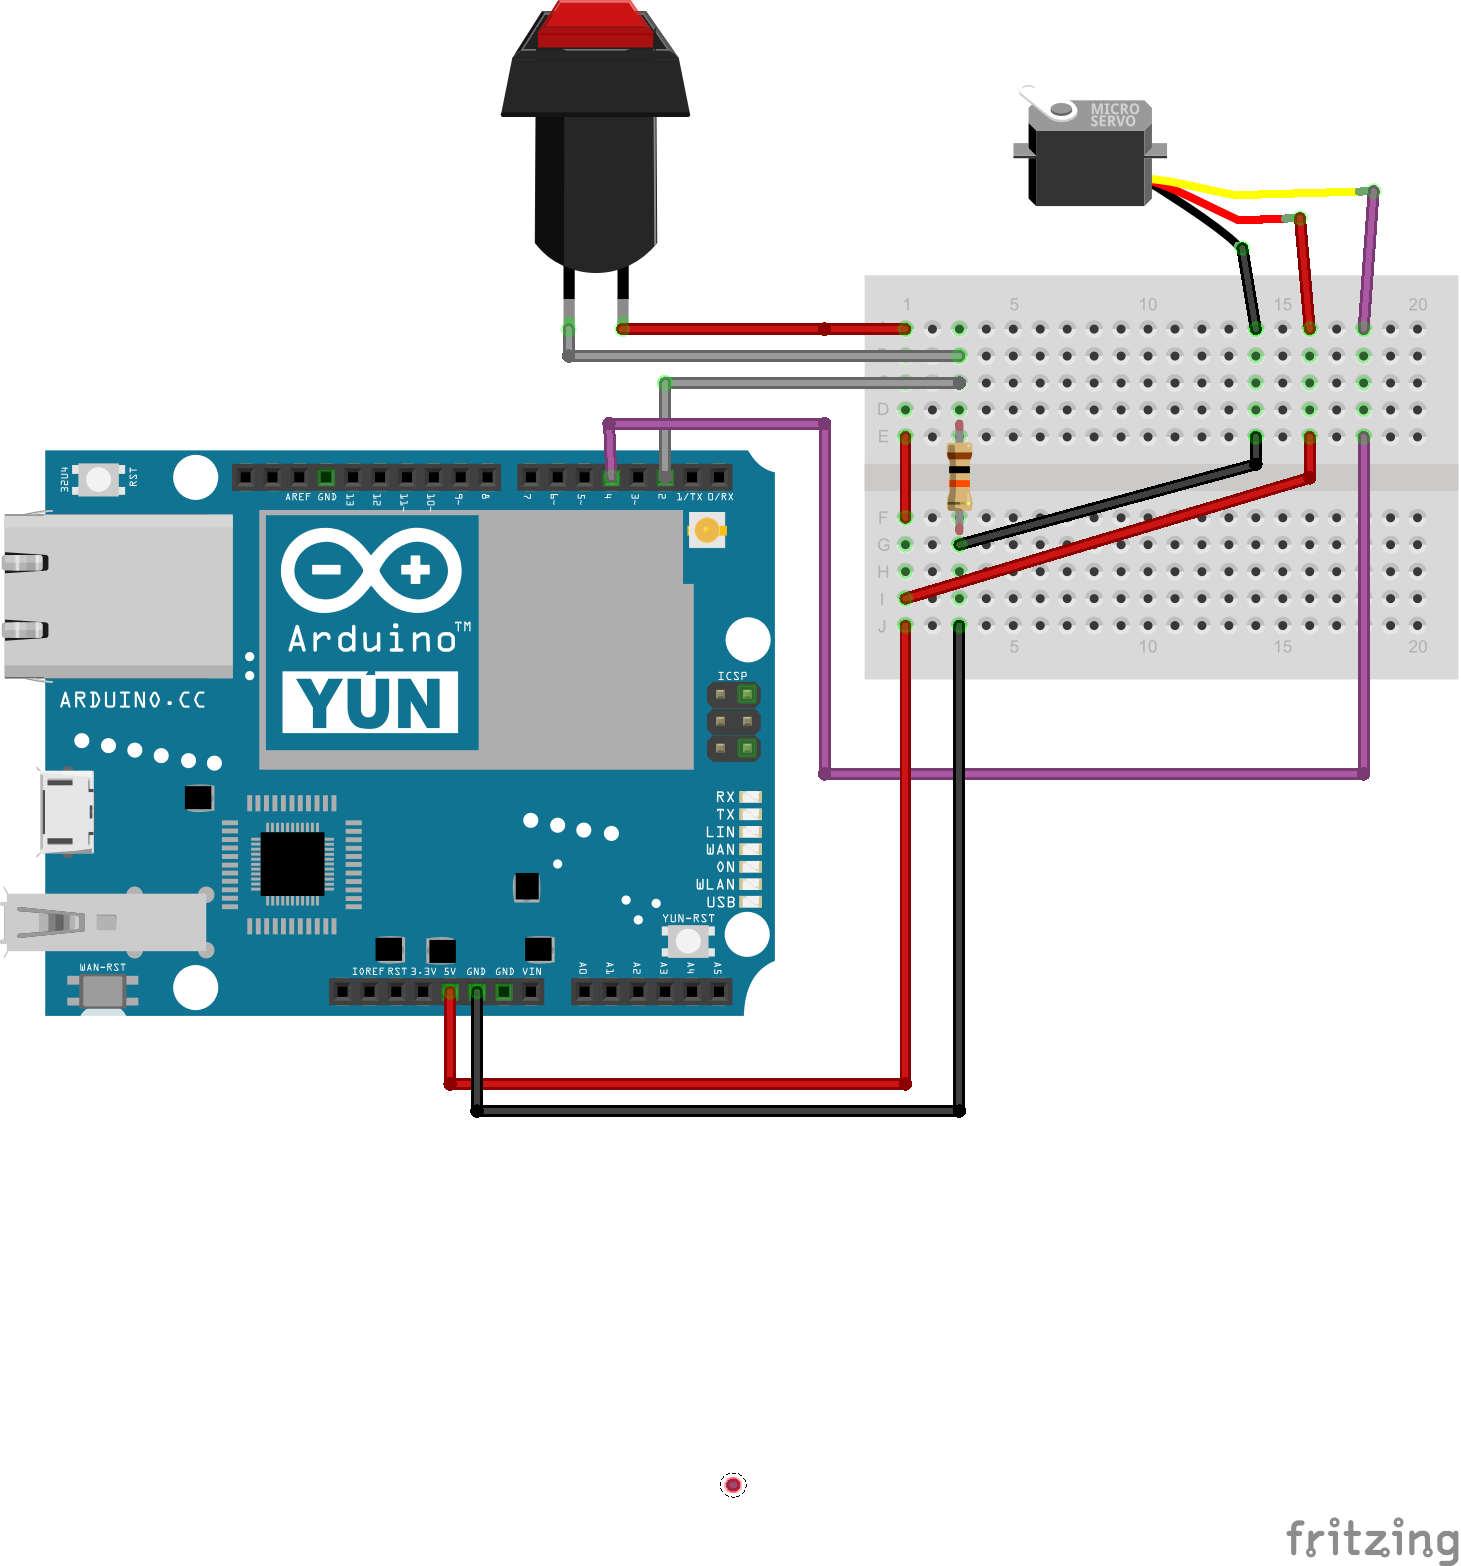 MICRO
SERVO
1 5 10 15 20
D
E
F
G
H
I
J
5 10 15 20
32U4
RST
AREF GND 13 12 11~ 10~ 9~ 8
7 6~ 5~ 4 3~ 2 1/TX 0/RX
Arduino™
YÚN
ARDUINO.CC
ICSP
RX
TX
LIN
WAN
ON
WLAN
USB
YUN-RST
WAN-RST
IOREF RST 3.3V 5V GND GND VIN
A0 A1 A2 A3 A4 A5
fritzing